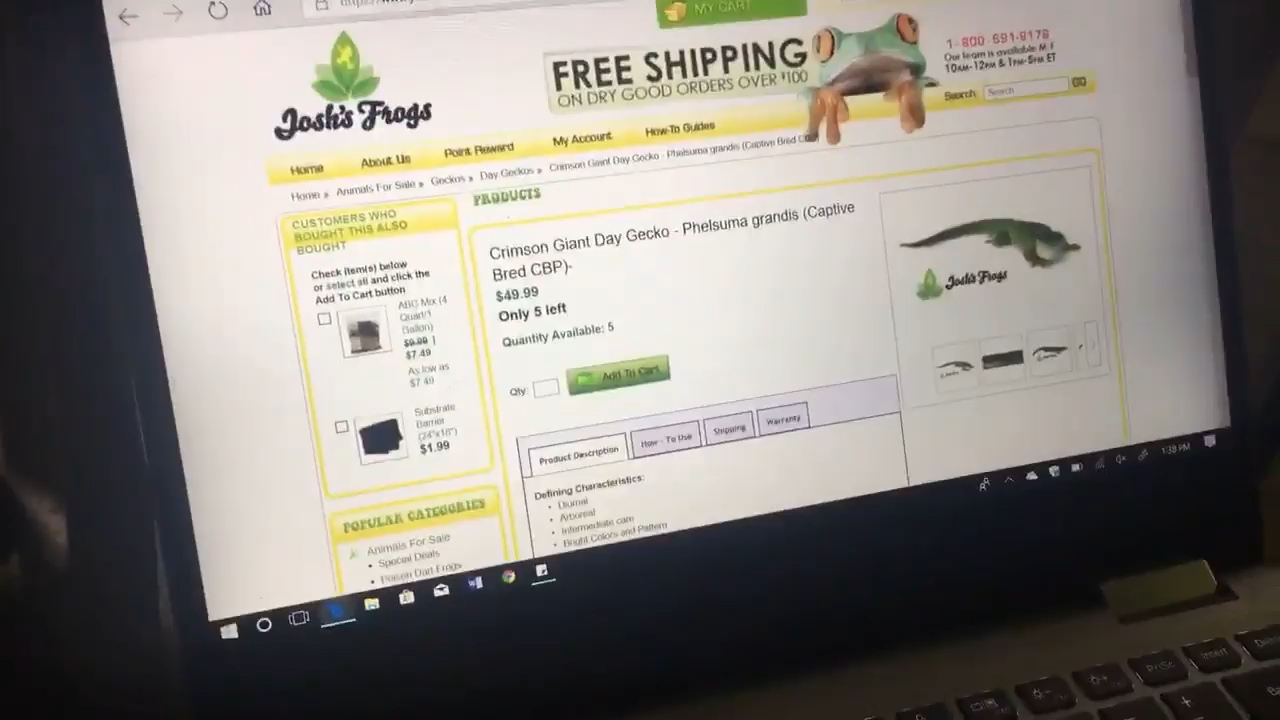 MY CART
Josh's Frogs
FREE SHIPPING
ON DRY GOOD ORDERS OVER $100
1-800-691-8178
Our team is available M-F
10AM-12PM & 1PM-5PM ET
Search: Search GO
Home About Us Point Reward My Account How-To Guides
Home » Animals For Sale » Geckos » Day Geckos » Crimson Giant Day Gecko - Phelsuma grandis (Captive Bred
CUSTOMERS WHO
BOUGHT THIS ALSO
BOUGHT
Check item(s) below
or select all and click the
Add To Cart button
ABG Mix (4
Quart/1
Gallon)
$9.99 |
$7.49
As low as
$7.49
Substrate
Barrier
(24"x18")
$1.99
POPULAR CATEGORIES
Animals For Sale
• Special Deals
• Poison Dart Frogs
PRODUCTS
Crimson Giant Day Gecko - Phelsuma grandis (Captive
Bred CBP)-
$49.99
Only 5 left
Quantity Available: 5
Qty: Add To Cart
Product Description How - To Use Shipping Warranty
Defining Characteristics:
• Diurnal
• Arboreal
• Intermediate care
• Bright Colors and Pattern
Josh's Frogs
1:38 PM
PrtSc Insert